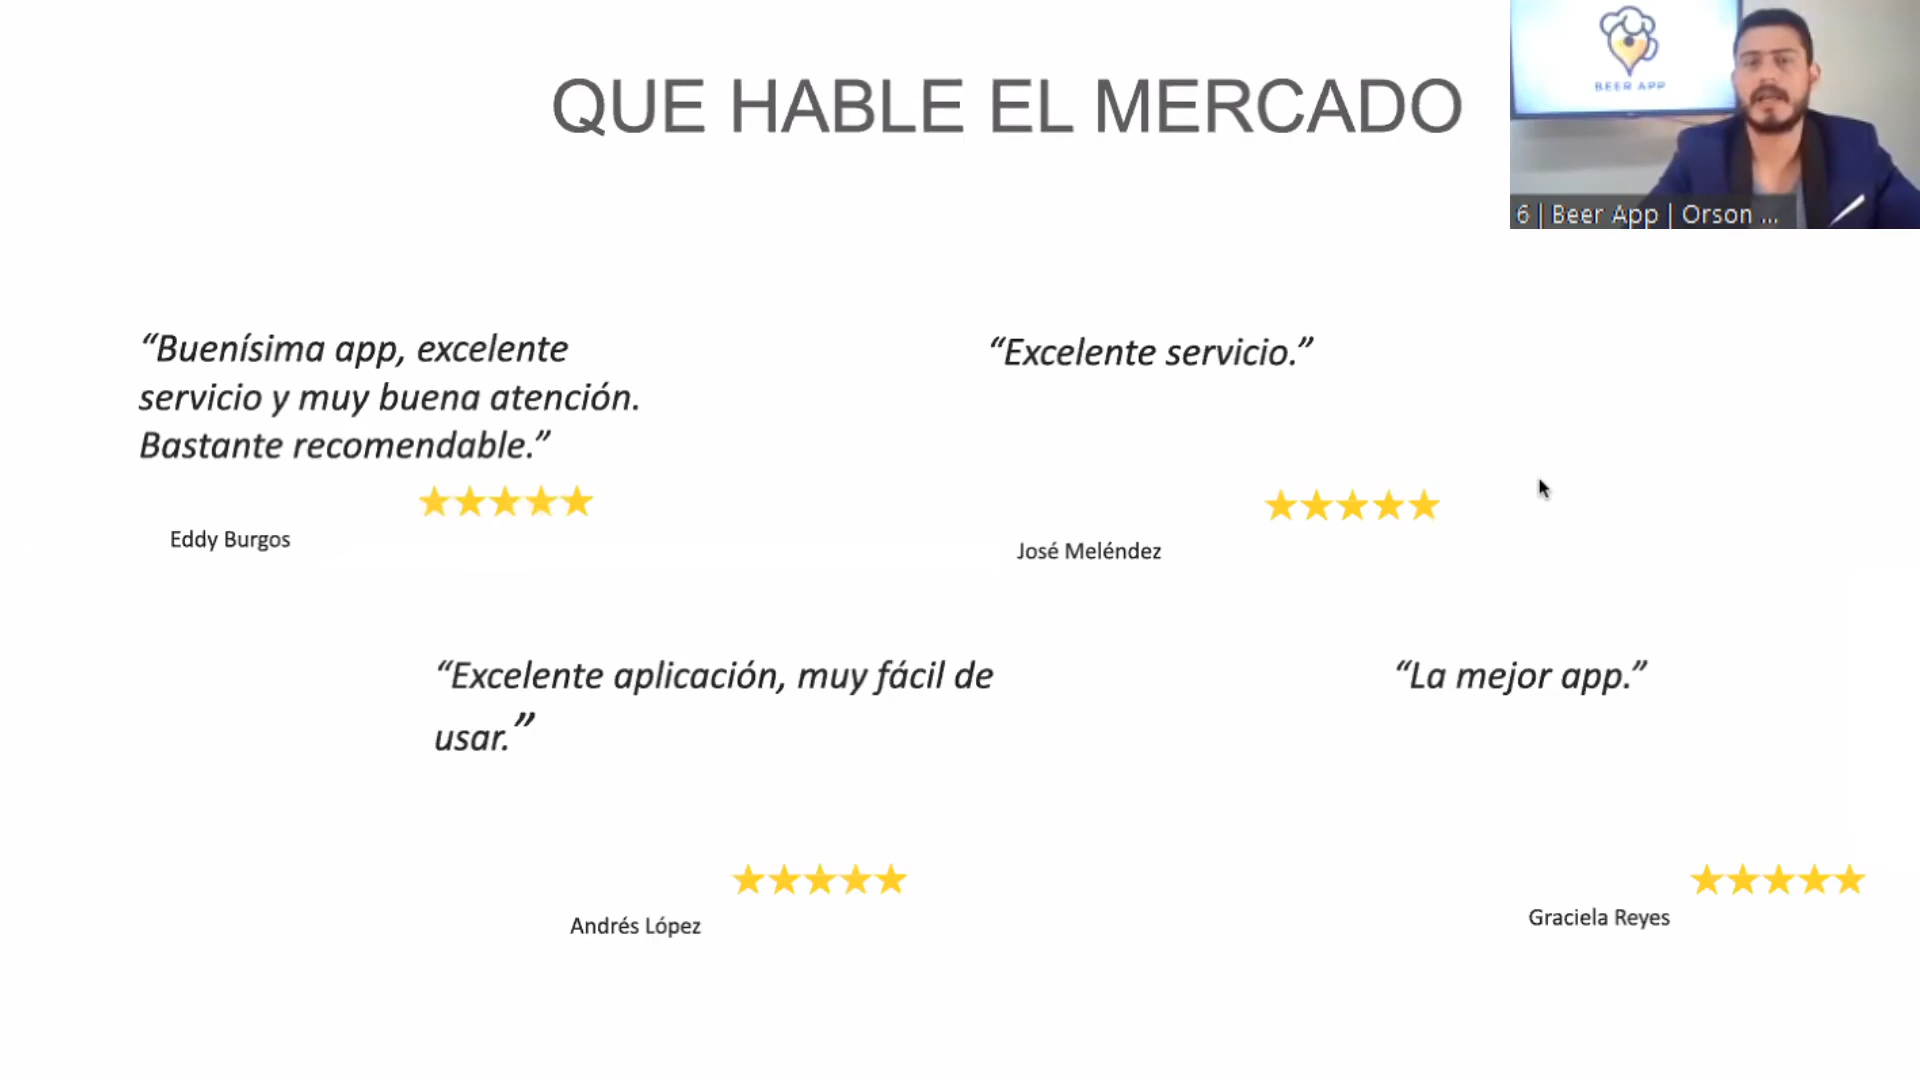 QUE HABLE EL MERCADO
BEER APP
6 | Beer App | Orson ...
“Buenísima app, excelente
servicio y muy buena atención.
Bastante recomendable.”
Eddy Burgos
“Excelente servicio.”
José Meléndez
“Excelente aplicación, muy fácil de
usar.”
Andrés López
“La mejor app.”
Graciela Reyes